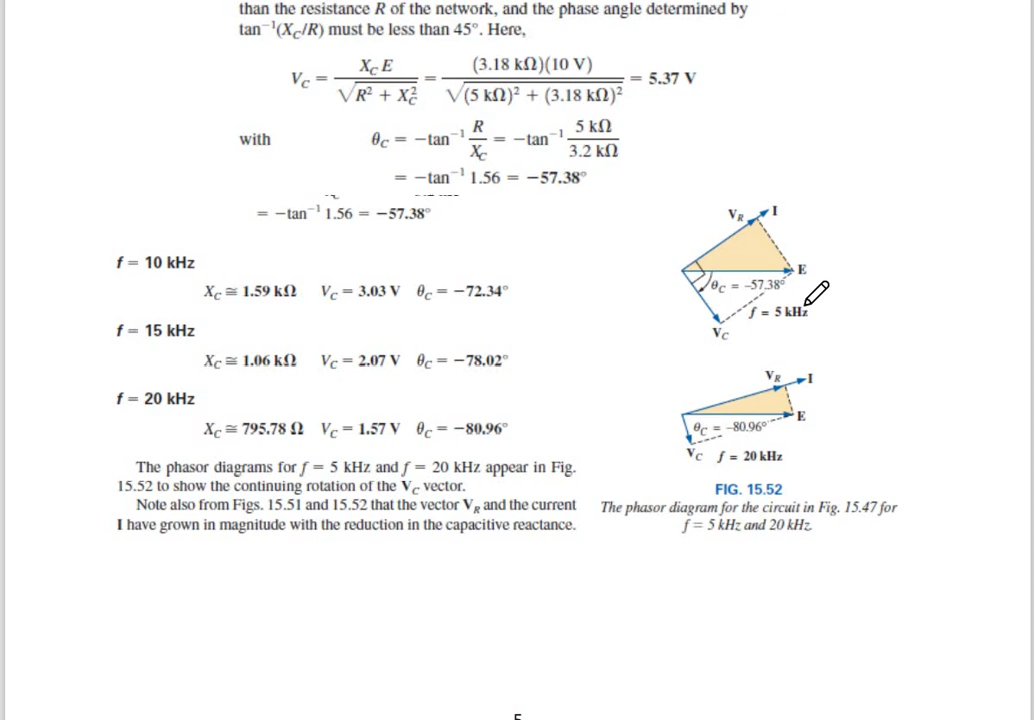 than the resistance R of the network, and the phase angle determined by
tan⁻¹(X_C/R) must be less than 45°. Here,
V_C = X_C E / √(R² + X_C²) = (3.18 kΩ)(10 V) / √((5 kΩ)² + (3.18 kΩ)²) = 5.37 V
with θ_C = −tan⁻¹ R/X_C = −tan⁻¹ 5 kΩ/3.2 kΩ
= −tan⁻¹ 1.56 = −57.38°
= −tan⁻¹ 1.56 = −57.38°
f = 10 kHz
X_C ≅ 1.59 kΩ V_C = 3.03 V θ_C = −72.34°
f = 15 kHz
X_C ≅ 1.06 kΩ V_C = 2.07 V θ_C = −78.02°
f = 20 kHz
X_C ≅ 795.78 Ω V_C = 1.57 V θ_C = −80.96°
The phasor diagrams for f = 5 kHz and f = 20 kHz appear in Fig.
15.52 to show the continuing rotation of the V_C vector.
Note also from Figs. 15.51 and 15.52 that the vector V_R and the current
I have grown in magnitude with the reduction in the capacitive reactance.
V_R I
E
θ_C = −57.38°
f = 5 kHz
V_C
V_R I
E
θ_C = −80.96°
V_C f = 20 kHz
FIG. 15.52
The phasor diagram for the circuit in Fig. 15.47 for
f = 5 kHz and 20 kHz.